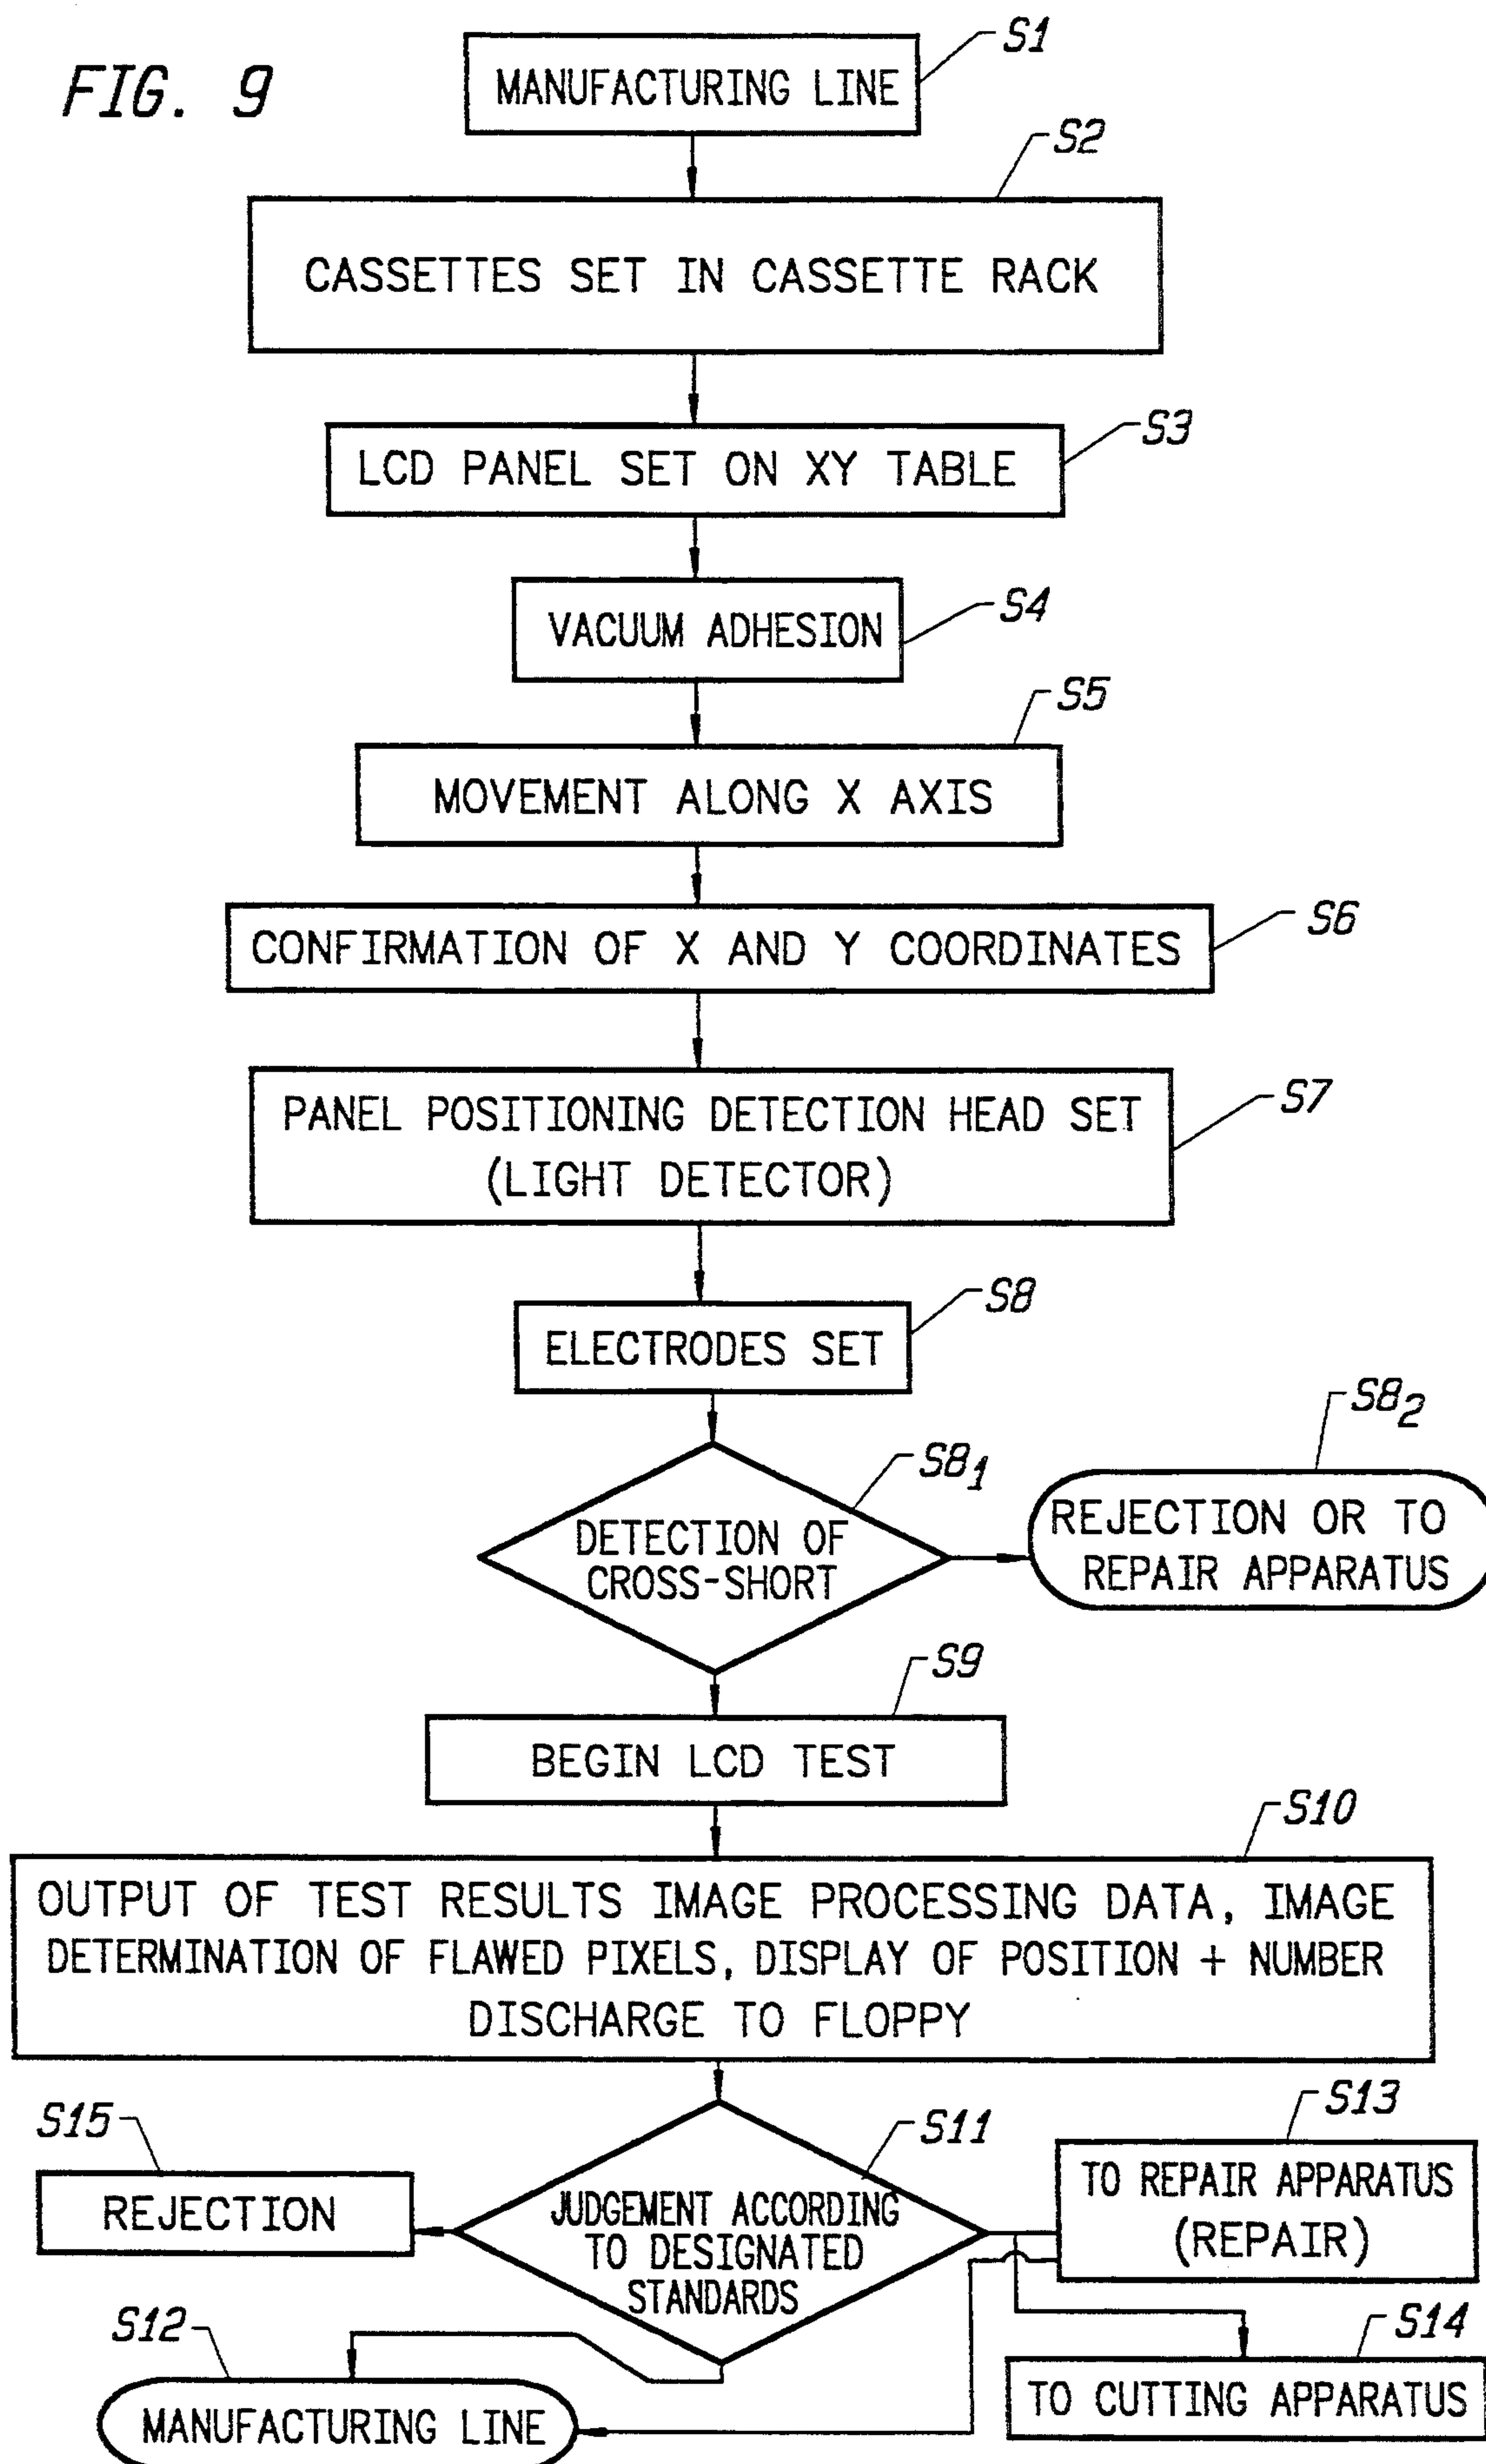 FIG. 9
S1
MANUFACTURING LINE
S2
CASSETTES SET IN CASSETTE RACK
S3
LCD PANEL SET ON XY TABLE
S4
VACUUM ADHESION
S5
MOVEMENT ALONG X AXIS
S6
CONFIRMATION OF X AND Y COORDINATES
S7
PANEL POSITIONING DETECTION HEAD SET
(LIGHT DETECTOR)
S8
ELECTRODES SET
S8₁
DETECTION OF
CROSS-SHORT
S8₂
REJECTION OR TO
REPAIR APPARATUS
S9
BEGIN LCD TEST
S10
OUTPUT OF TEST RESULTS IMAGE PROCESSING DATA, IMAGE
DETERMINATION OF FLAWED PIXELS, DISPLAY OF POSITION + NUMBER
DISCHARGE TO FLOPPY
S15
REJECTION
S11
JUDGEMENT ACCORDING
TO DESIGNATED
STANDARDS
S13
TO REPAIR APPARATUS
(REPAIR)
S12
MANUFACTURING LINE
S14
TO CUTTING APPARATUS